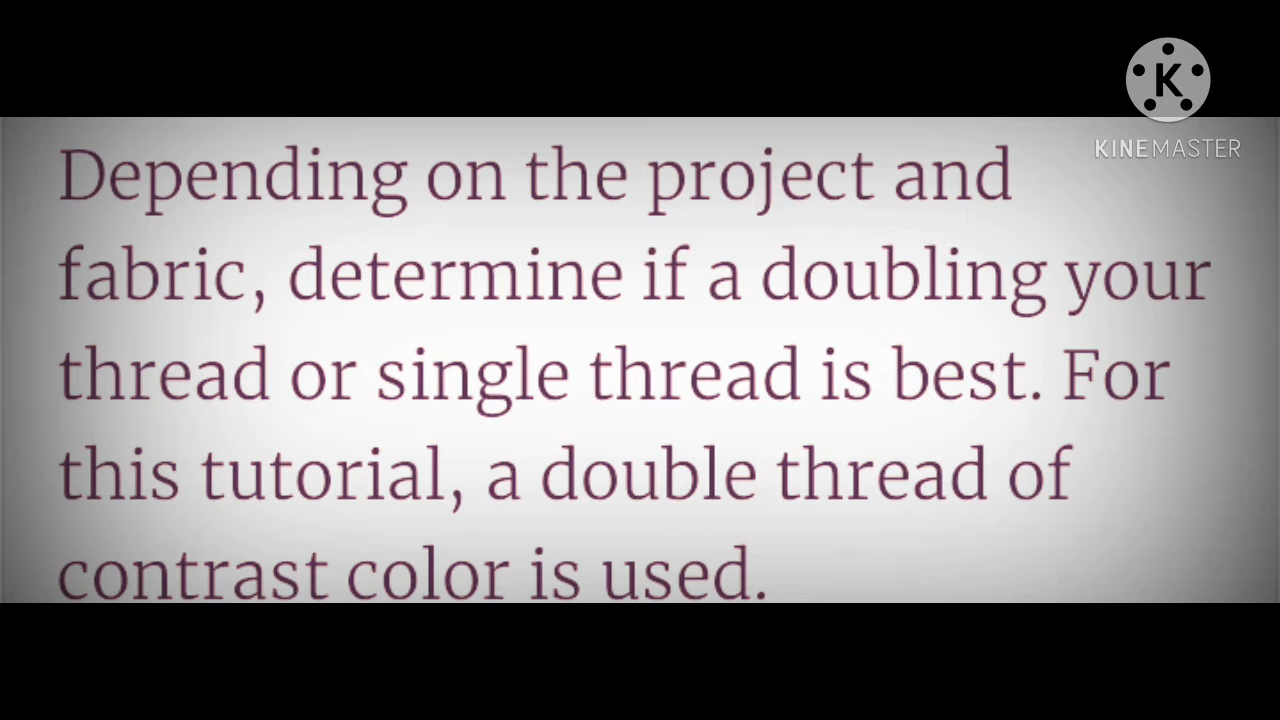 K
KINEMASTER
Depending on the project and
fabric, determine if a doubling your
thread or single thread is best. For
this tutorial, a double thread of
contrast color is used.